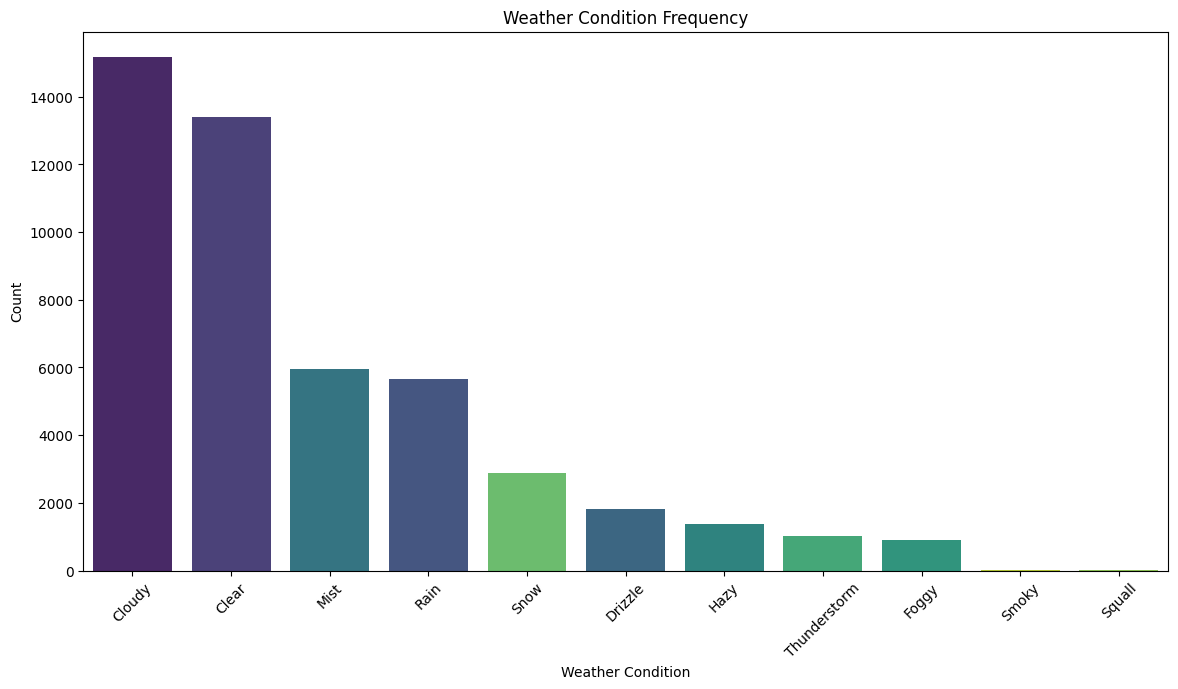 Weather Condition Frequency
Count
14000
12000
10000
8000
6000
4000
2000
0
Cloudy
Clear
Mist
Rain
Snow
Drizzle
Hazy
Thunderstorm
Foggy
Smoky
Squall
Weather Condition